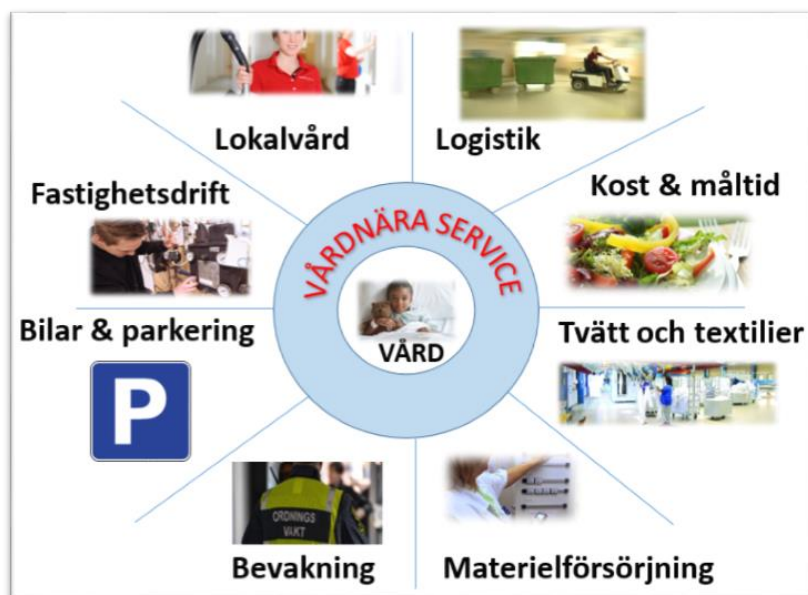 Lokalvård
Logistik
Fastighetsdrift
Kost & måltid
VÅRDNÄRA SERVICE
VÅRD
Bilar & parkering
Tvätt och textilier
P
ORDNINGS
VAKT
Bevakning
Materielförsörjning